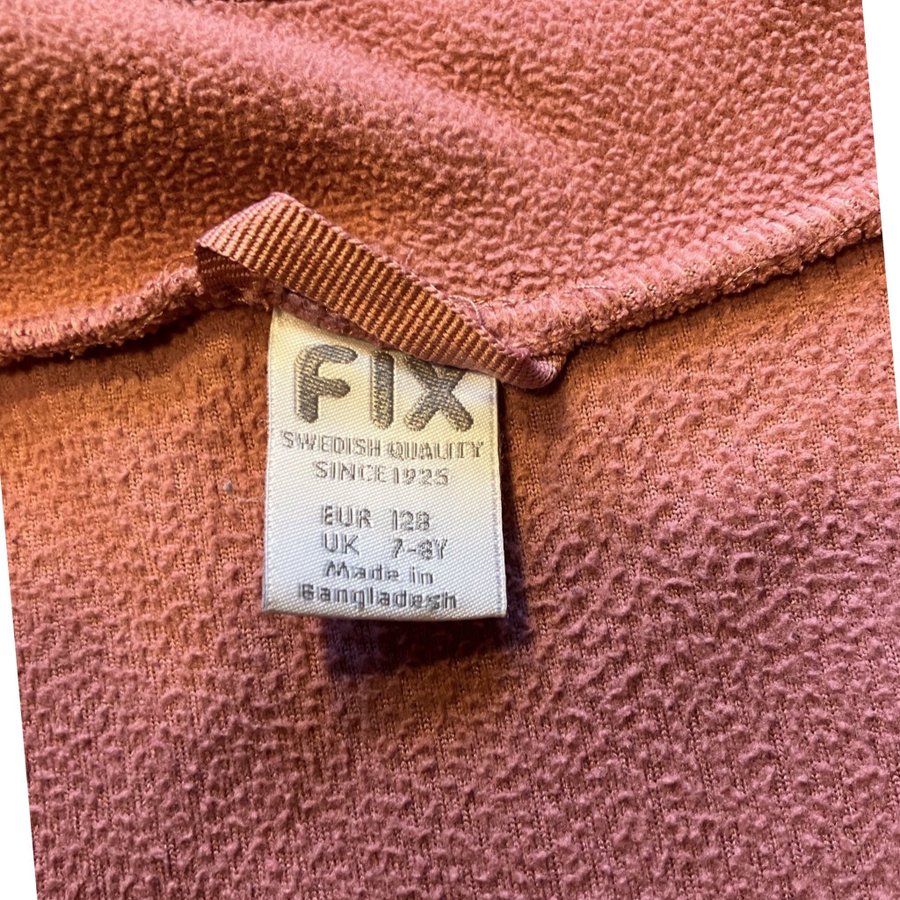 FIX
SWEDISH QUALITY
SINCE 1925
EUR 128
UK 7-8Y
Made in
Bangladesh